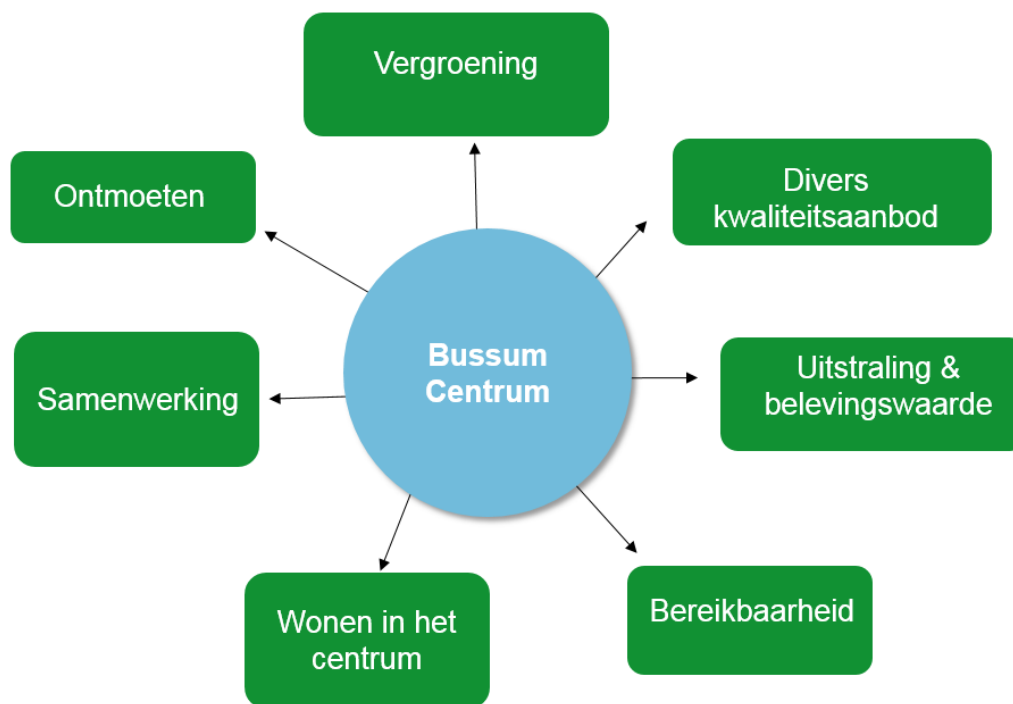 Vergroening
Ontmoeten
Divers
kwaliteitsaanbod
Bussum
Centrum
Uitstraling &
belevingswaarde
Samenwerking
Wonen in het
centrum
Bereikbaarheid